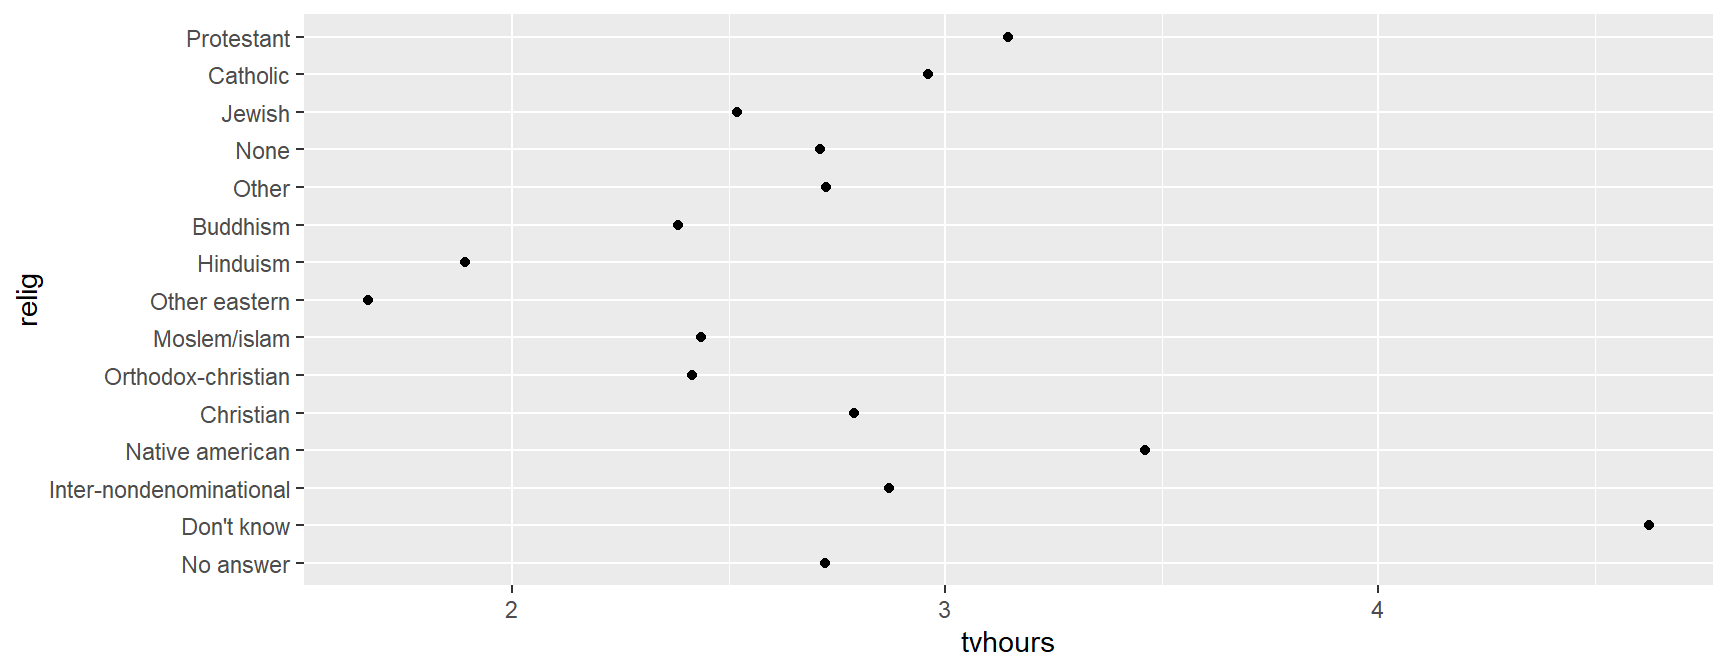 Protestant
Catholic
Jewish
None
Other
Buddhism
Hinduism
Other eastern
Moslem/islam
Orthodox-christian
Christian
Native american
Inter-nondenominational
Don't know
No answer
relig
2 3 4
tvhours